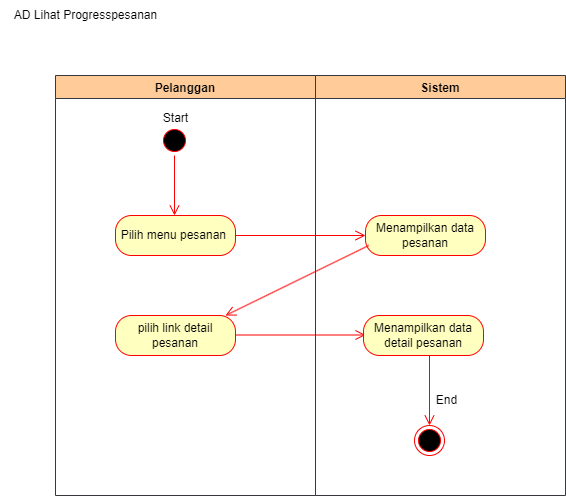 AD Lihat Progresspesanan
Pelanggan
Sistem
Start
Pilih menu pesanan
Menampilkan data
pesanan
pilih link detail
pesanan
Menampilkan data
detail pesanan
End